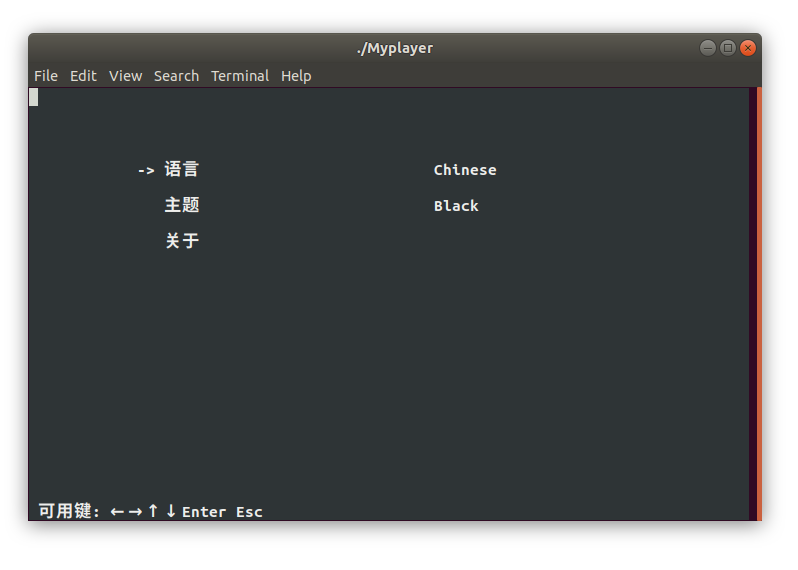 ./Myplayer
File Edit View Search Terminal Help
-> 语言 Chinese
主题 Black
关于
可用键: ←→↑↓Enter Esc